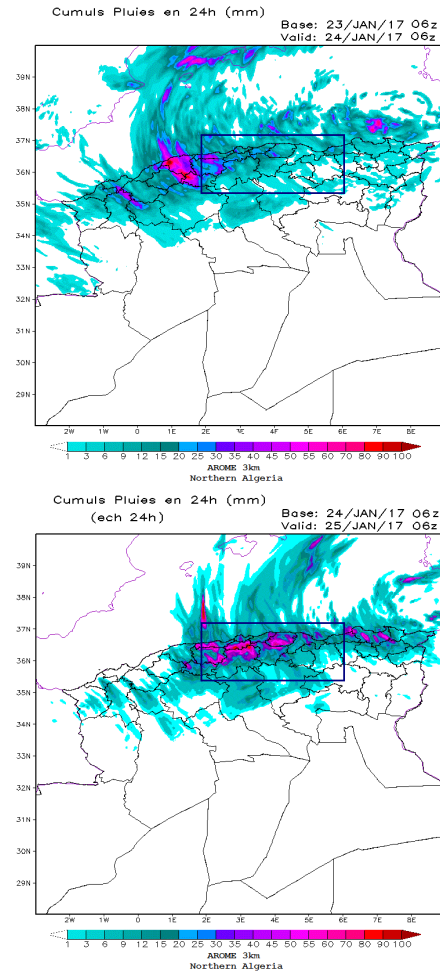 Cumuls Pluies en 24h (mm)
Base: 23/JAN/17 06z
Valid: 24/JAN/17 06z
39N
38N
37N
36N
35N
34N
33N
32N
31N
30N
29N
2W 1W 0 1E 2E 3E 4E 5E 6E 7E 8E
1 3 6 9 12 15 20 25 30 35 40 45 50 60 70 80 90 100
AROME 3km
Northern Algeria
Cumuls Pluies en 24h (mm)
(ech 24h)
Base: 24/JAN/17 06z
Valid: 25/JAN/17 06z
39N
38N
37N
36N
35N
34N
33N
32N
31N
30N
29N
2W 1W 0 1E 2E 3E 4E 5E 6E 7E 8E
1 3 6 9 12 15 20 25 30 35 40 45 50 60 70 80 90 100
AROME 3km
Northern Algeria